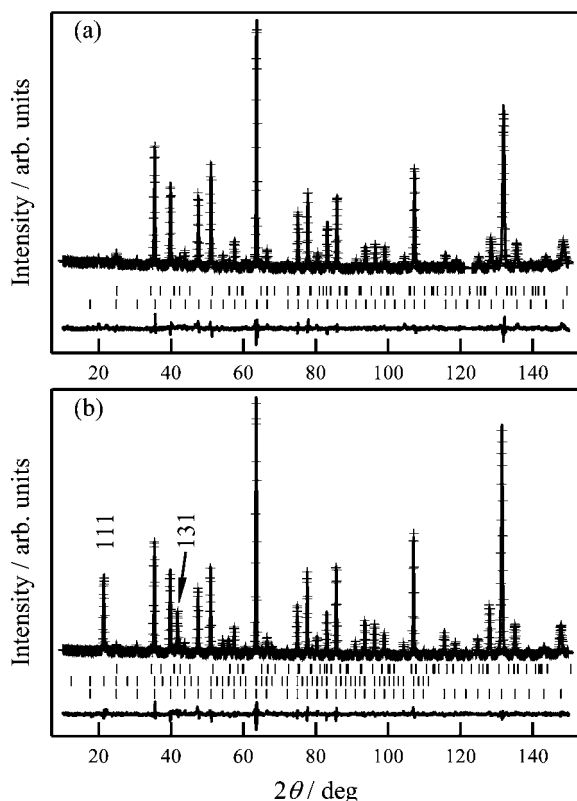 (a)
Intensity / arb. units
20 40 60 80 100 120 140
(b)
111
131
Intensity / arb. units
20 40 60 80 100 120 140
2θ / deg